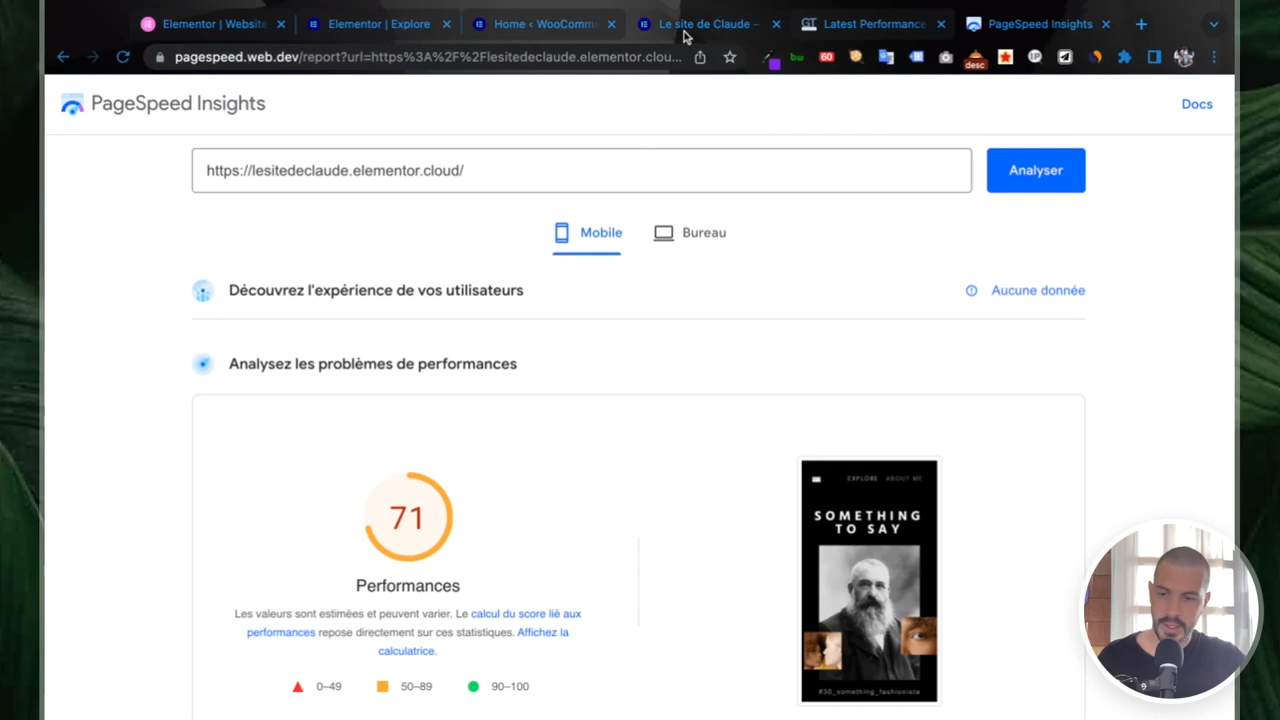 Elementor | Website
Elementor | Explore
Home ‹ WooComm
Le site de Claude –
GT Latest Performance
PageSpeed Insights
pagespeed.web.dev/report?url=https%3A%2F%2Flesitedeclaude.elementor.clou...
60
desc
PageSpeed Insights
Docs
https://lesitedeclaude.elementor.cloud/
Analyser
Mobile
Bureau
Découvrez l'expérience de vos utilisateurs
Aucune donnée
Analysez les problèmes de performances
71
Performances
Les valeurs sont estimées et peuvent varier. Le calcul du score lié aux
performances repose directement sur ces statistiques. Affichez la
calculatrice.
0–49
50–89
90–100
EXPLORE ABOUT ME
SOMETHING
TO SAY
#30_something_fashionista